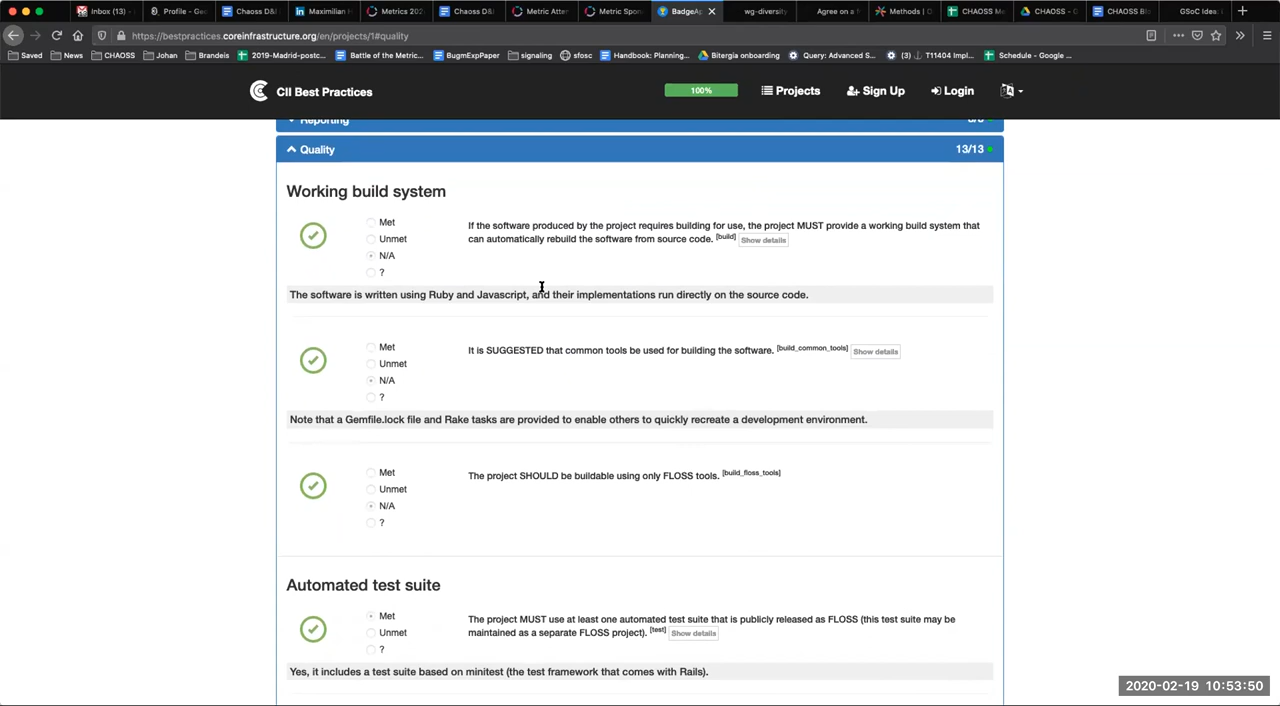 Inbox (13)
Profile - Ge
Chaoss D&I
Maximilian
Metrics 202
Chaoss D&
Metric Atter
Metric Spon
BadgeAp
wg-diversity
Agree on a
Methods | D
CHAOSS Me
CHAOSS - O
CHAOSS Bit
GSoC Idea:
https://bestpractices.coreinfrastructure.org/en/projects/1#quality
Saved
News
CHAOSS
Johan
Brandeis
2019-Madrid-postc...
Battle of the Metric...
BugmExpPaper
signaling
sfosc
Handbook: Planning...
Bitergia onboarding
Query: Advanced S...
(3) T11404 Impl...
Schedule - Google ...
CII Best Practices
100%
Projects
Sign Up
Login
Reporting
Quality 13/13
Working build system
Met
Unmet
N/A
?
If the software produced by the project requires building for use, the project MUST provide a working build system that
can automatically rebuild the software from source code. [build] Show details
The software is written using Ruby and Javascript, and their implementations run directly on the source code.
Met
Unmet
N/A
?
It is SUGGESTED that common tools be used for building the software. [build_common_tools] Show details
Note that a Gemfile.lock file and Rake tasks are provided to enable others to quickly recreate a development environment.
Met
Unmet
N/A
?
The project SHOULD be buildable using only FLOSS tools. [build_floss_tools]
Automated test suite
Met
Unmet
?
The project MUST use at least one automated test suite that is publicly released as FLOSS (this test suite may be
maintained as a separate FLOSS project). [test] Show details
Yes, it includes a test suite based on minitest (the test framework that comes with Rails).
2020-02-19 10:53:50